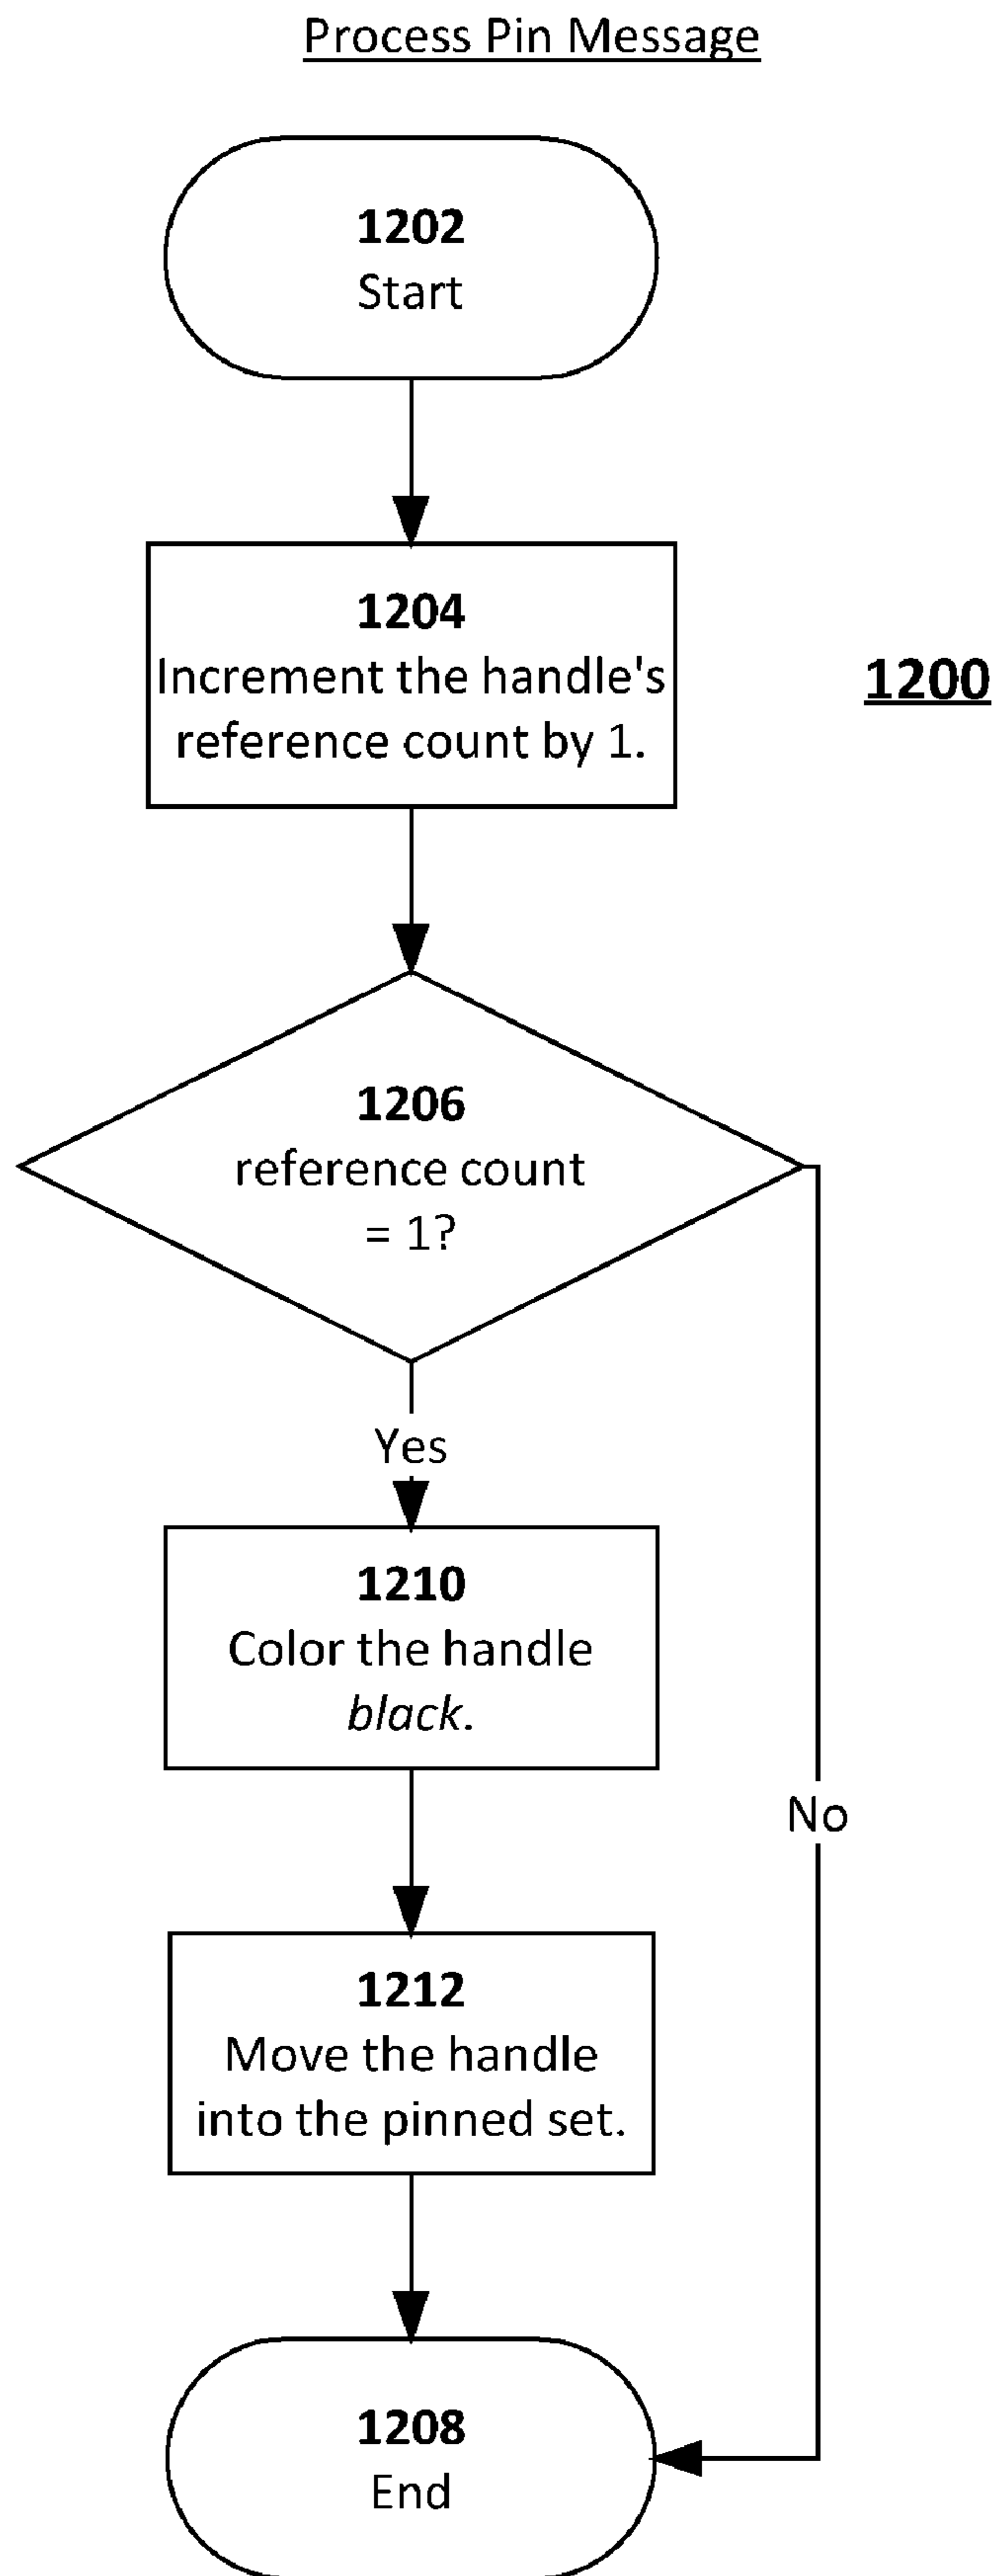 Process Pin Message
1202
Start
1204
Increment the handle's
reference count by 1.
1200
1206
reference count
= 1?
Yes
1210
Color the handle
black.
No
1212
Move the handle
into the pinned set.
1208
End